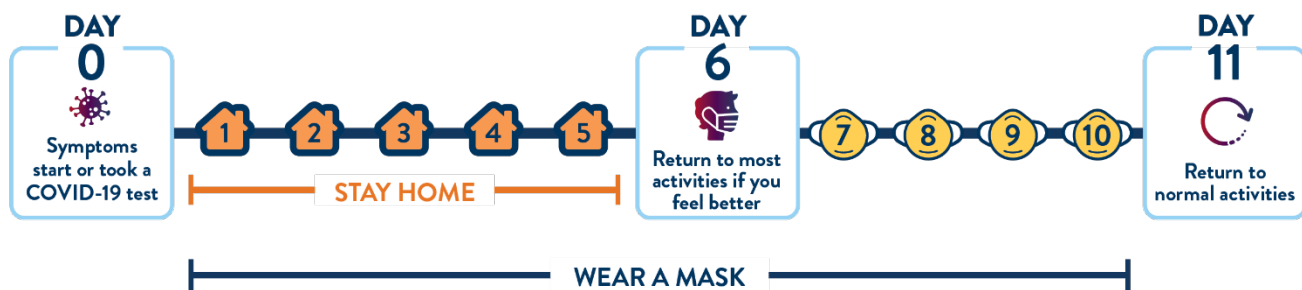 DAY
0
Symptoms
start or took a
COVID-19 test
1 2 3 4 5
STAY HOME
DAY
6
Return to most
activities if you
feel better
7 8 9 10
DAY
11
Return to
normal activities
WEAR A MASK